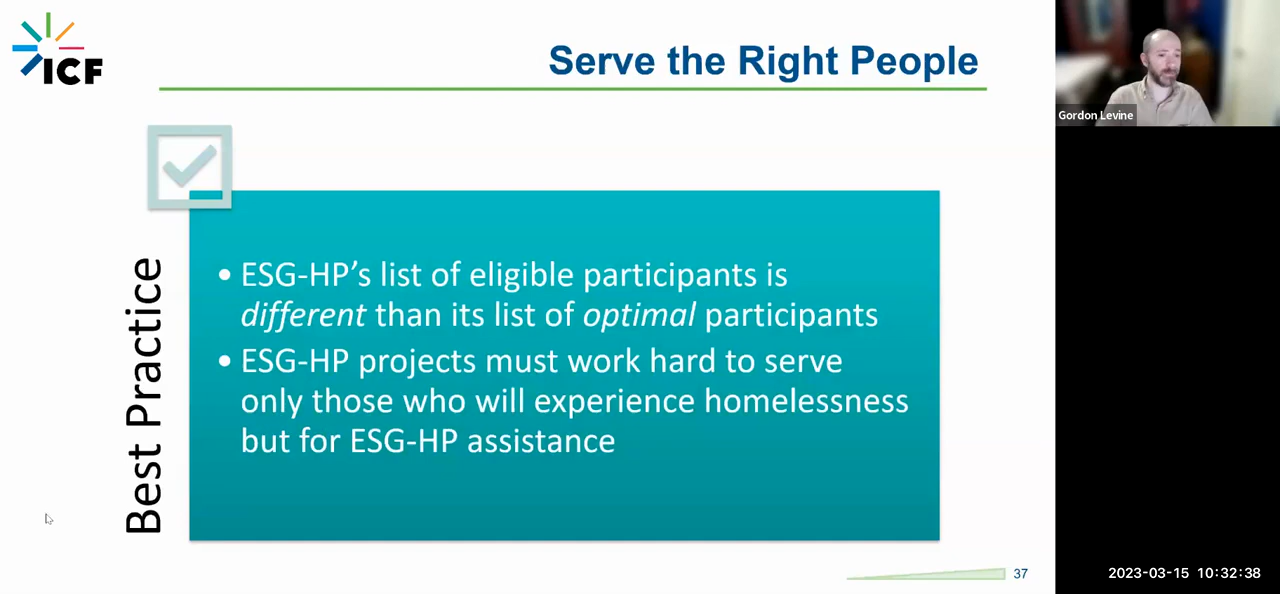 ICF
Serve the Right People
Gordon Levine
Best Practice
• ESG-HP’s list of eligible participants is
different than its list of optimal participants
• ESG-HP projects must work hard to serve
only those who will experience homelessness
but for ESG-HP assistance
37
2023-03-15 10:32:38